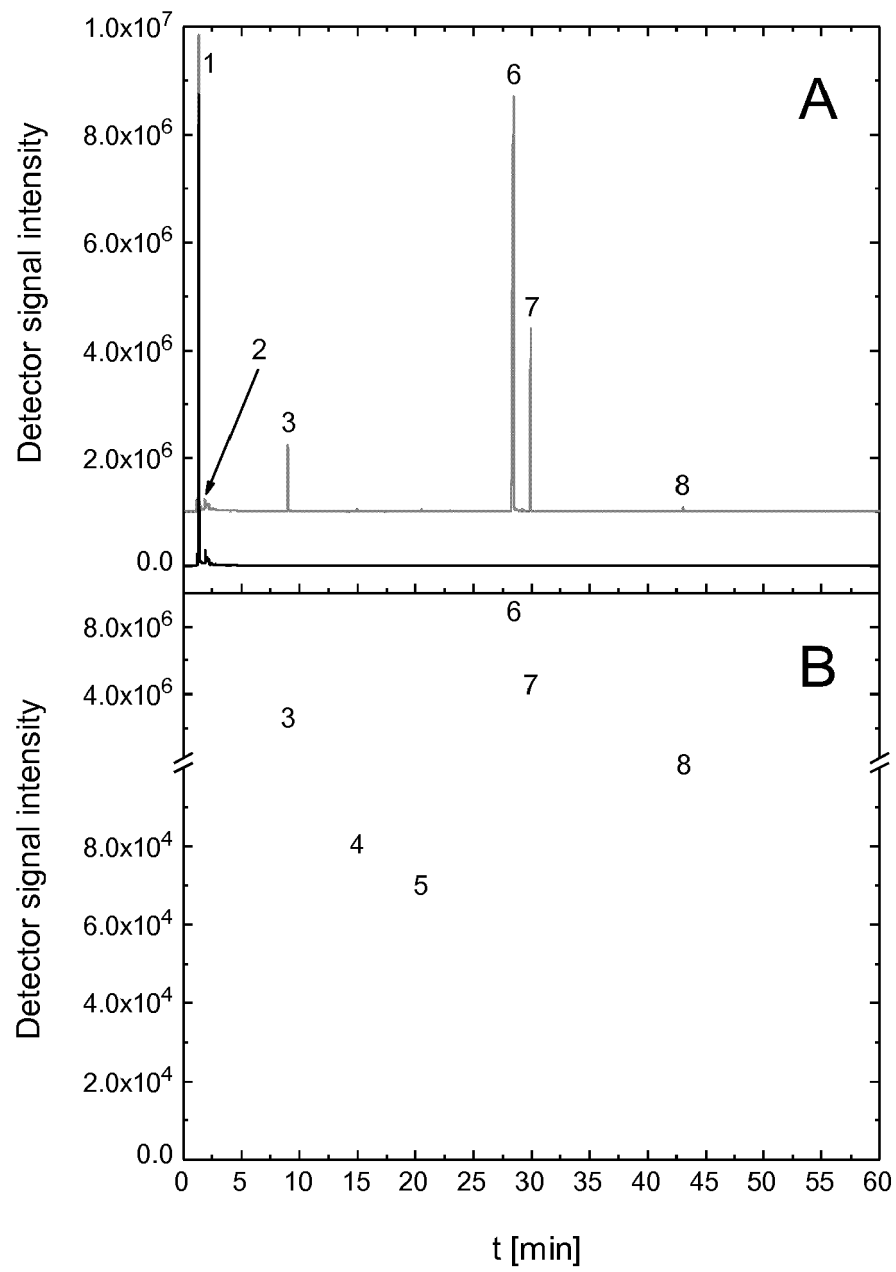 1.0x10⁷
8.0x10⁶
6.0x10⁶
4.0x10⁶
2.0x10⁶
0.0
Detector signal intensity
A
1
2
3
6
7
8
8.0x10⁶
4.0x10⁶
8.0x10⁴
6.0x10⁴
4.0x10⁴
2.0x10⁴
0.0
Detector signal intensity
B
3
4
5
6
7
8
0 5 10 15 20 25 30 35 40 45 50 55 60
t [min]